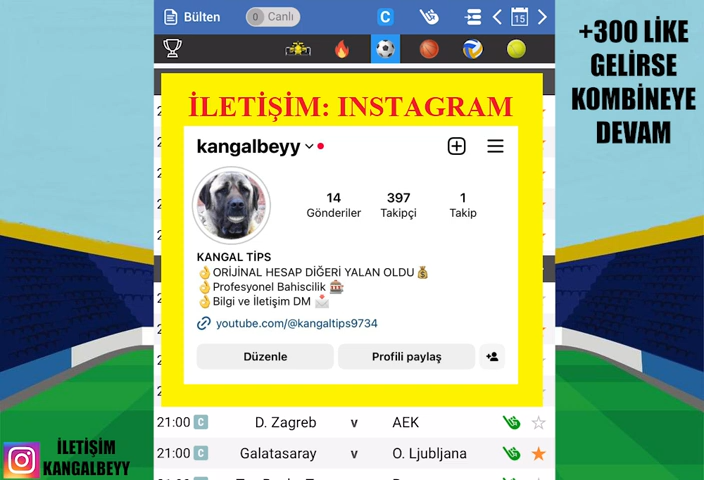 Bülten
0 Canlı
C
15
+300 LİKE
GELİRSE
KOMBİNEYE
DEVAM
İLETİŞİM: INSTAGRAM
kangalbeyy
14 397 1
Gönderiler Takipçi Takip
KANGAL TİPS
👌ORİJİNAL HESAP DİĞERİ YALAN OLDU💰
👌Profesyonel Bahiscilik 🎰
👌Bilgi ve İletişim DM 📩
youtube.com/@kangaltips9734
Düzenle Profili paylaş
21:00 C D. Zagreb v AEK
21:00 C Galatasaray v O. Ljubljana
İLETİŞİM
KANGALBEYY